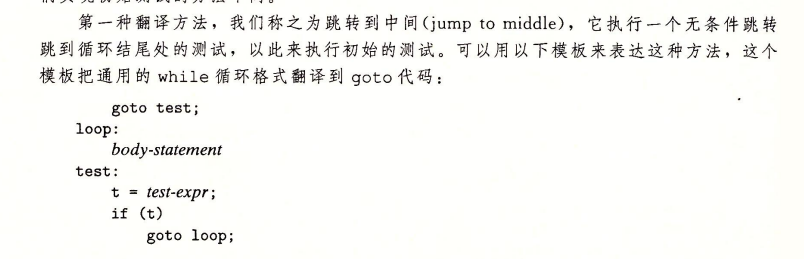 第一种翻译方法，我们称之为跳转到中间(jump to middle)，它执行一个无条件跳转
跳到循环结尾处的测试，以此来执行初始的测试。可以用以下模板来表达这种方法，这个
模板把通用的 while 循环格式翻译到 goto 代码：
goto test;
loop:
body-statement
test:
t = test-expr;
if (t)
goto loop;